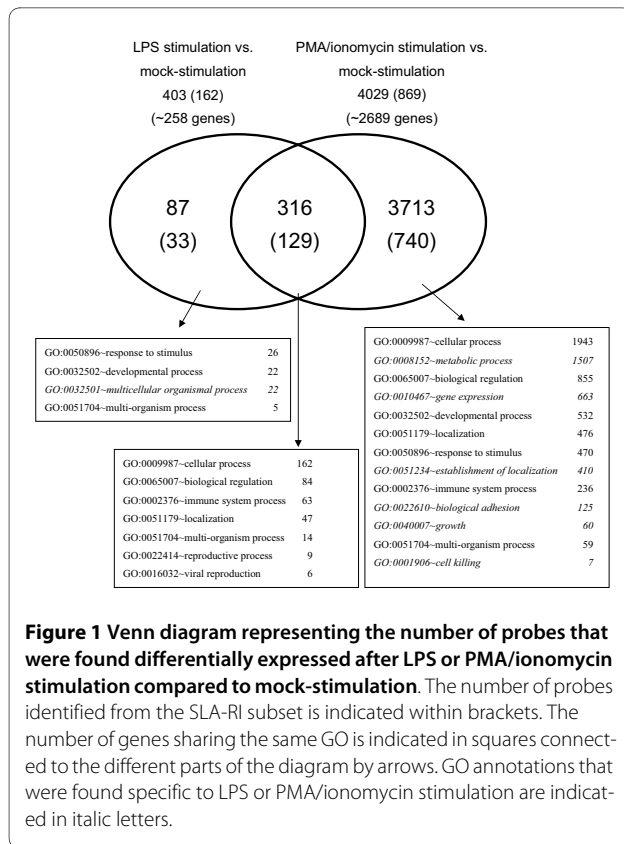 LPS stimulation vs.
mock-stimulation
403 (162)
(~258 genes)
PMA/ionomycin stimulation vs.
mock-stimulation
4029 (869)
(~2689 genes)
87
(33)
316
(129)
3713
(740)
GO:0050896~response to stimulus 26
GO:0032502~developmental process 22
GO:0032501~multicellular organismal process 22
GO:0051704~multi-organism process 5
GO:0009987~cellular process 162
GO:0065007~biological regulation 84
GO:0002376~immune system process 63
GO:0051179~localization 47
GO:0051704~multi-organism process 14
GO:0022414~reproductive process 9
GO:0016032~viral reproduction 6
GO:0009987~cellular process 1943
GO:0008152~metabolic process 1507
GO:0065007~biological regulation 855
GO:0010467~gene expression 663
GO:0032502~developmental process 532
GO:0051179~localization 476
GO:0050896~response to stimulus 470
GO:0051234~establishment of localization 410
GO:0002376~immune system process 236
GO:0022610~biological adhesion 125
GO:0040007~growth 60
GO:0051704~multi-organism process 59
GO:0001906~cell killing 7
Figure 1 Venn diagram representing the number of probes that
were found differentially expressed after LPS or PMA/ionomycin
stimulation compared to mock-stimulation. The number of probes
identified from the SLA-RI subset is indicated within brackets. The
number of genes sharing the same GO is indicated in squares connect-
ed to the different parts of the diagram by arrows. GO annotations that
were found specific to LPS or PMA/ionomycin stimulation are indicat-
ed in italic letters.